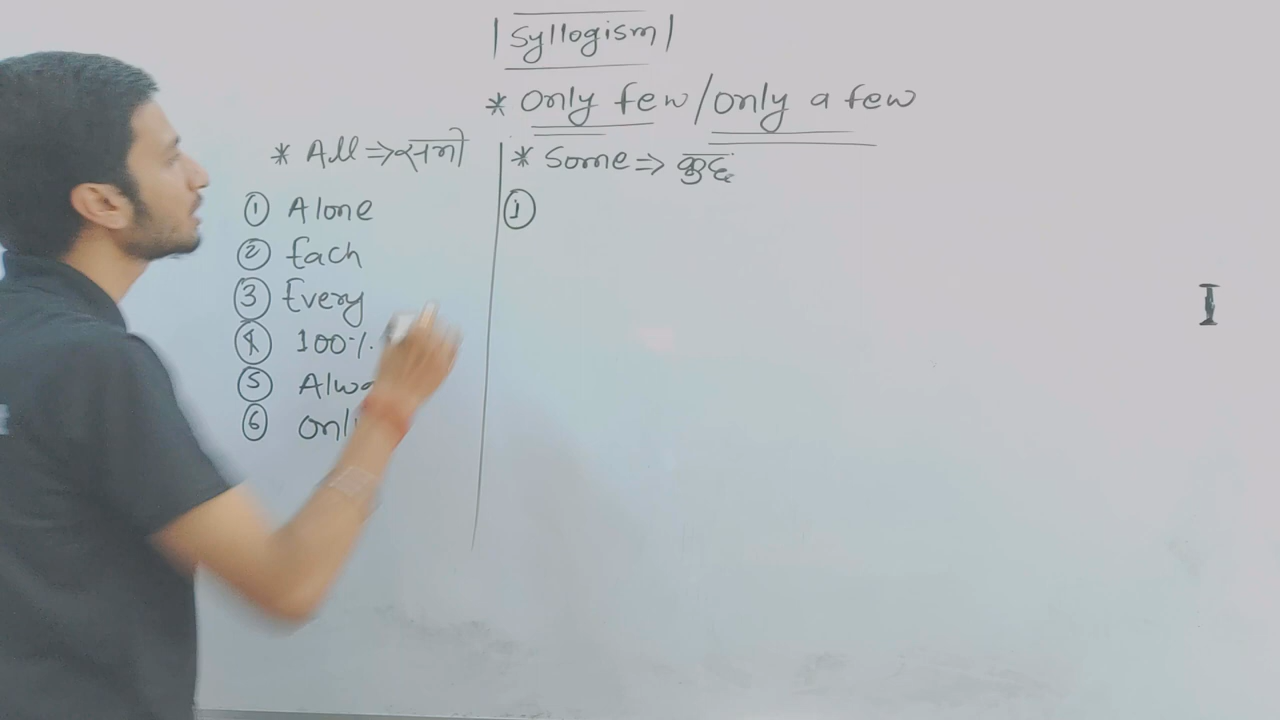 |Syllogism|
* Only few/only a few
* All ⇒ सभी
① Alone
② Each
③ Every
④ 100%.
⑤ Alwa
⑥ onl
* Some ⇒ कुछ
①
I